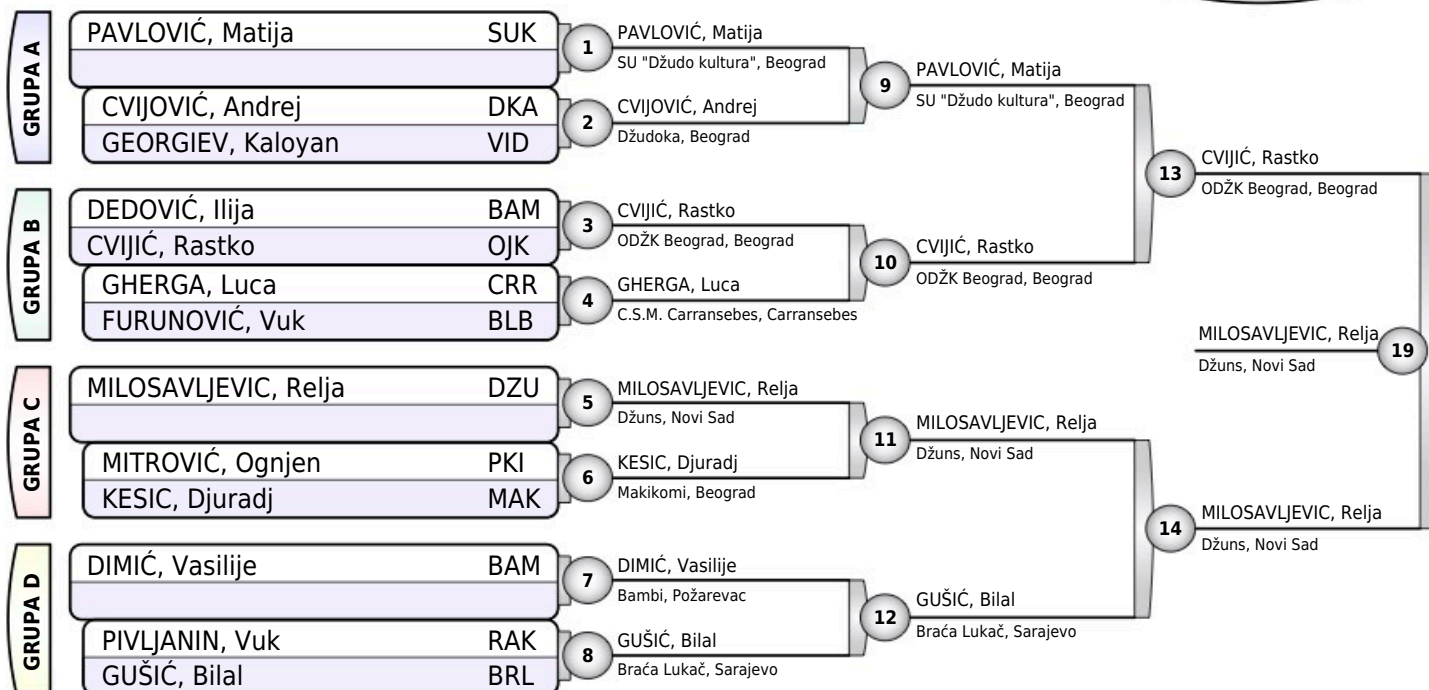 GRUPA A
PAVLOVIĆ, Matija SUK
CVIJOVIĆ, Andrej DKA
GEORGIEV, Kaloyan VID
GRUPA B
DEDOVIĆ, Ilija BAM
CVIJIĆ, Rastko OJK
GHERGA, Luca CRR
FURUNOVIĆ, Vuk BLB
GRUPA C
MILOSAVLJEVIC, Relja DZU
MITROVIĆ, Ognjen PKI
KESIC, Djuradj MAK
GRUPA D
DIMIĆ, Vasilije BAM
PIVLJANIN, Vuk RAK
GUŠIĆ, Bilal BRL
1
PAVLOVIĆ, Matija
SU "Džudo kultura", Beograd
2
CVIJOVIĆ, Andrej
Džudoka, Beograd
3
CVIJIĆ, Rastko
ODŽK Beograd, Beograd
4
GHERGA, Luca
C.S.M. Carransebes, Carransebes
5
MILOSAVLJEVIC, Relja
Džuns, Novi Sad
6
KESIC, Djuradj
Makikomi, Beograd
7
DIMIĆ, Vasilije
Bambi, Požarevac
8
GUŠIĆ, Bilal
Braća Lukač, Sarajevo
9
PAVLOVIĆ, Matija
SU "Džudo kultura", Beograd
10
CVIJIĆ, Rastko
ODŽK Beograd, Beograd
11
MILOSAVLJEVIC, Relja
Džuns, Novi Sad
12
GUŠIĆ, Bilal
Braća Lukač, Sarajevo
13
CVIJIĆ, Rastko
ODŽK Beograd, Beograd
14
MILOSAVLJEVIC, Relja
Džuns, Novi Sad
MILOSAVLJEVIC, Relja
19
Džuns, Novi Sad